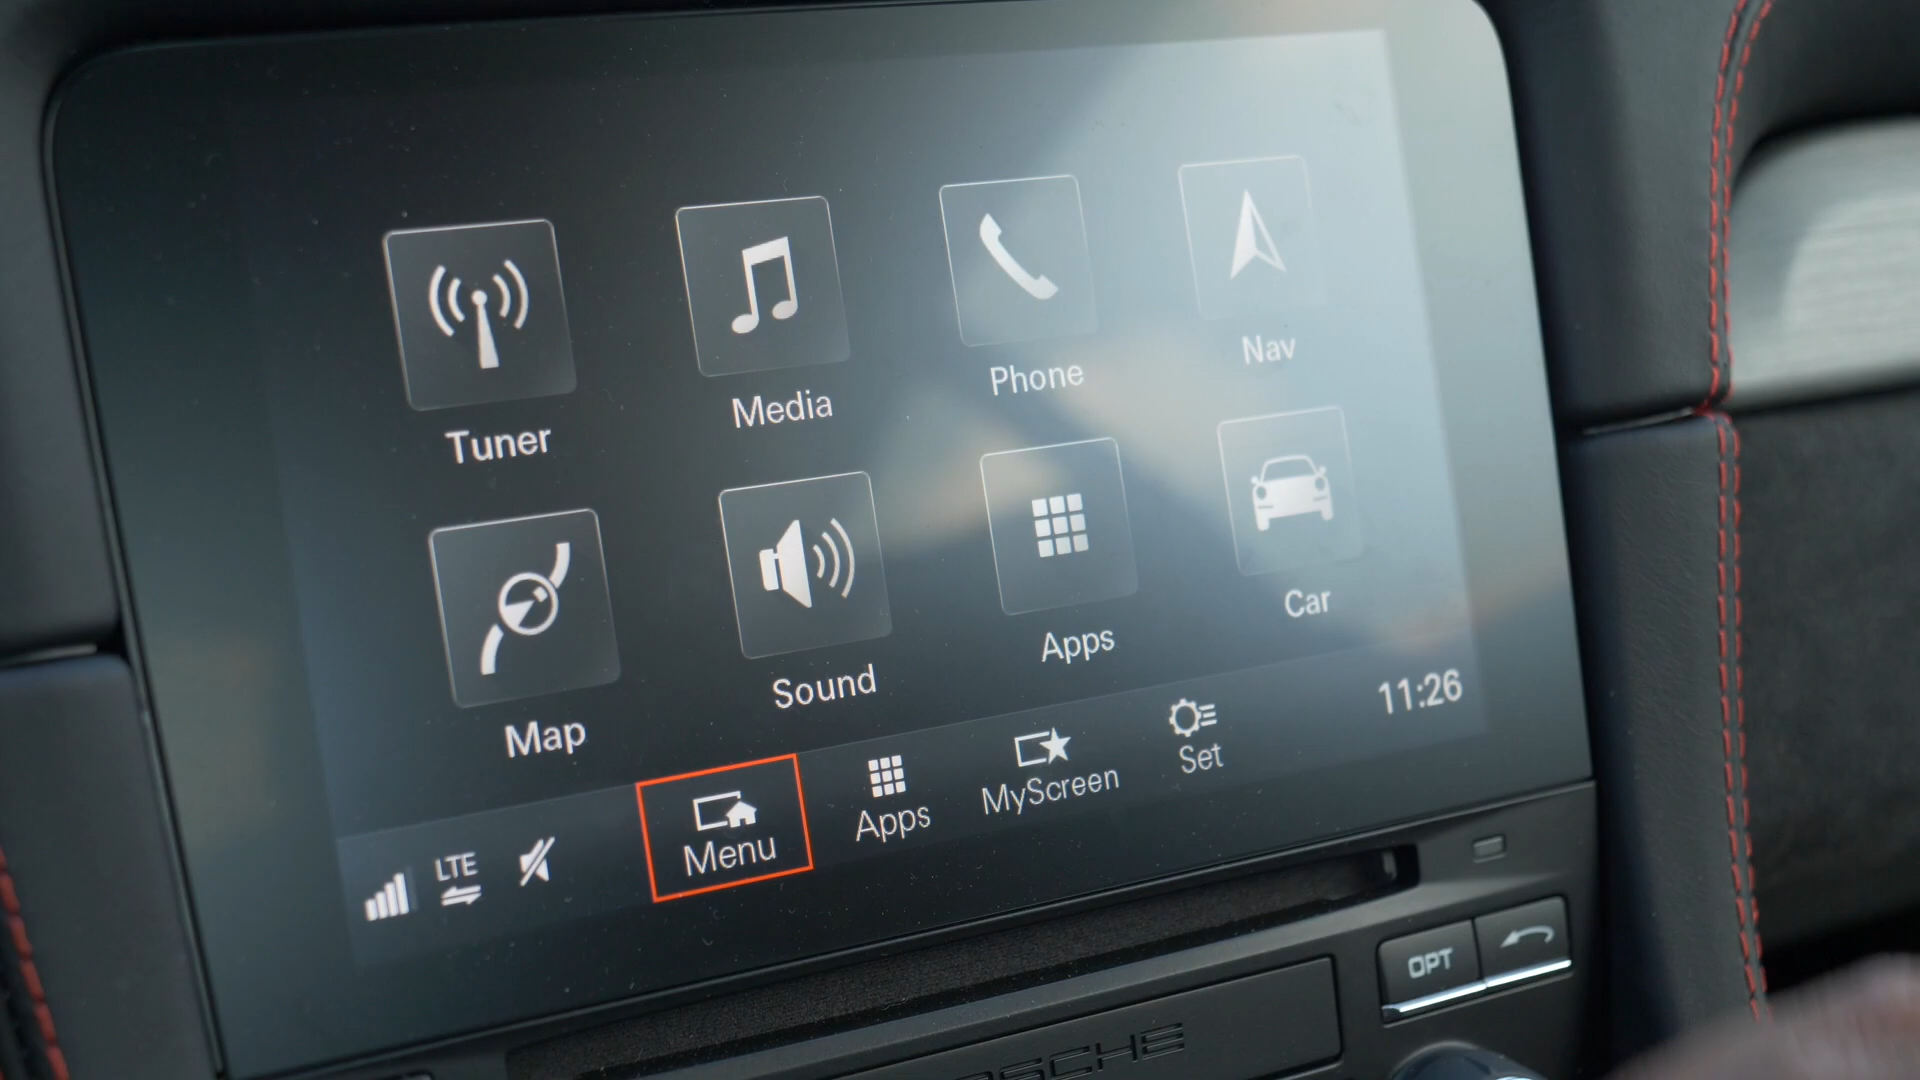 Tuner
Media
Phone
Nav
Map
Sound
Apps
Car
LTE
Menu
Apps
MyScreen
Set
11:26
OPT